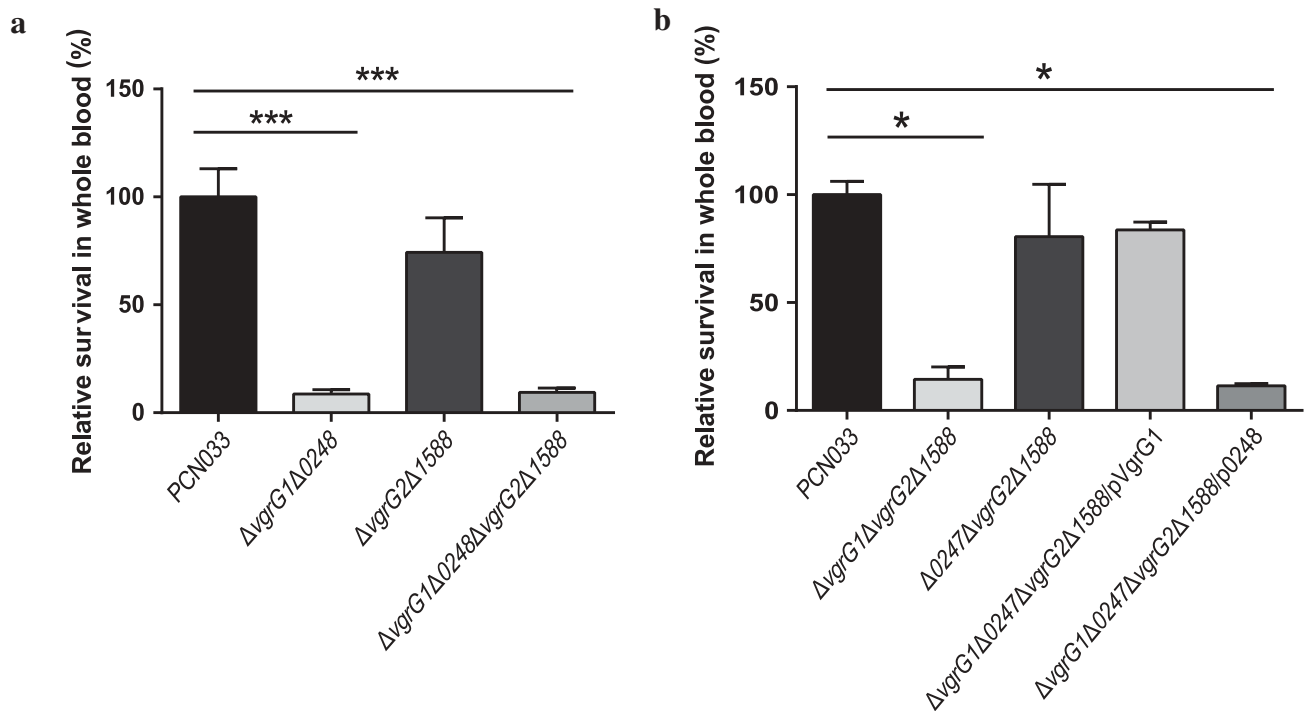 a
Relative survival in whole blood (%)
150
100
50
0
***
***
PCN033
ΔvgrG1Δ0248
ΔvgrG2Δ1588
ΔvgrG1Δ0248ΔvgrG2Δ1588
b
Relative survival in whole blood (%)
150
100
50
0
*
*
PCN033
ΔvgrG1ΔvgrG2Δ1588
Δ0247ΔvgrG2Δ1588
ΔvgrG1Δ0247ΔvgrG2Δ1588/pVgrG1
ΔvgrG1Δ0247ΔvgrG2Δ1588/p0248